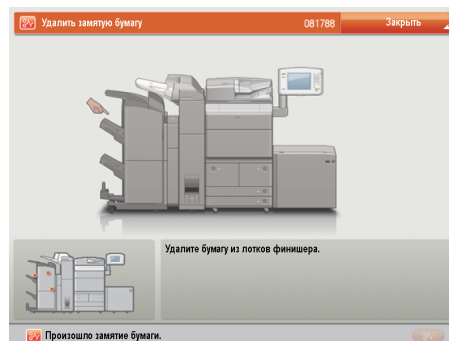 Удалить замятую бумагу 081788 Закрыть
Удалите бумагу из лотков финишера.
Произошло замятие бумаги.